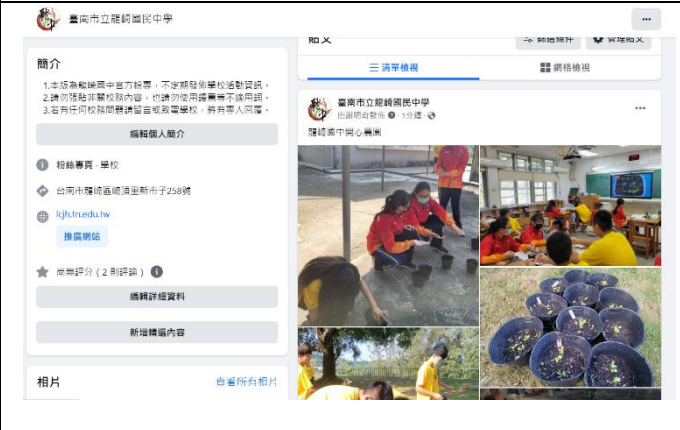 臺南市立龍崎國民中學
簡介
1.本版為龍崎國中官方粉專，不定期發佈學校活動資訊。
2.請勿張貼非關校務內容，也請勿使用謾罵等不雅用詞。
3.若有任何校務問題請留言或致電學校，將有專人回覆。
編輯個人簡介
粉絲專頁 · 學校
台南市龍崎區崎頂里新市子258號
lcjh.tn.edu.tw
推廣網站
尚無評分（2 則評論）
編輯詳細資料
新增精選內容
相片
查看所有相片
貼文
篩選條件
管理貼文
清單檢視
網格檢視
臺南市立龍崎國民中學
1分鐘
龍崎國中開心農園